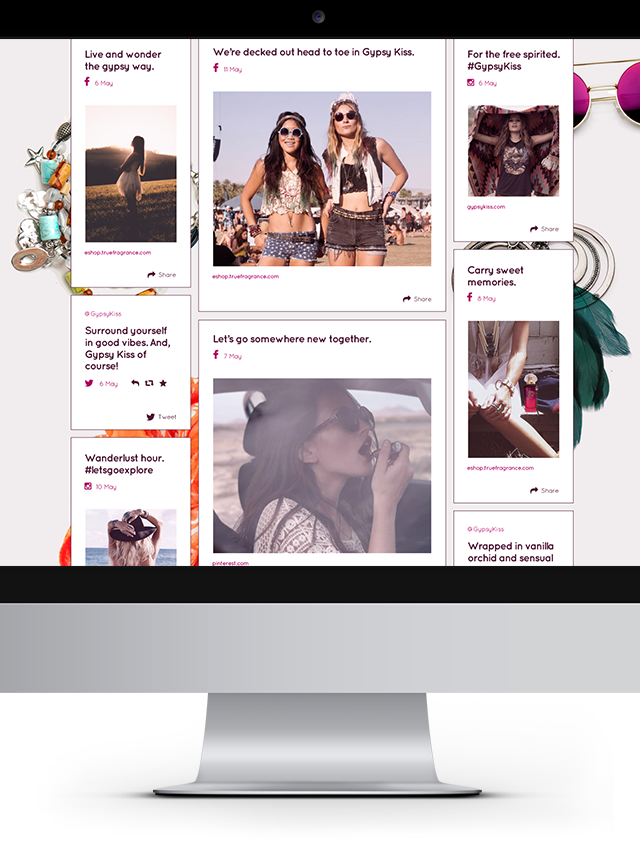 Live and wonder
the gypsy way.
6 May
eshop.truefragrance.com
Share
@GypsyKiss
Surround yourself
in good vibes. And,
Gypsy Kiss of
course!
6 May
Tweet
Wanderlust hour.
#letsgoexplore
10 May
We're decked out head to toe in Gypsy Kiss.
11 May
eshop.truefragrance.com
Share
Let's go somewhere new together.
7 May
pinterest.com
For the free spirited.
#GypsyKiss
6 May
gypsykiss.com
Share
Carry sweet
memories.
8 May
eshop.truefragrance.com
Share
@GypsyKiss
Wrapped in vanilla
orchid and sensual